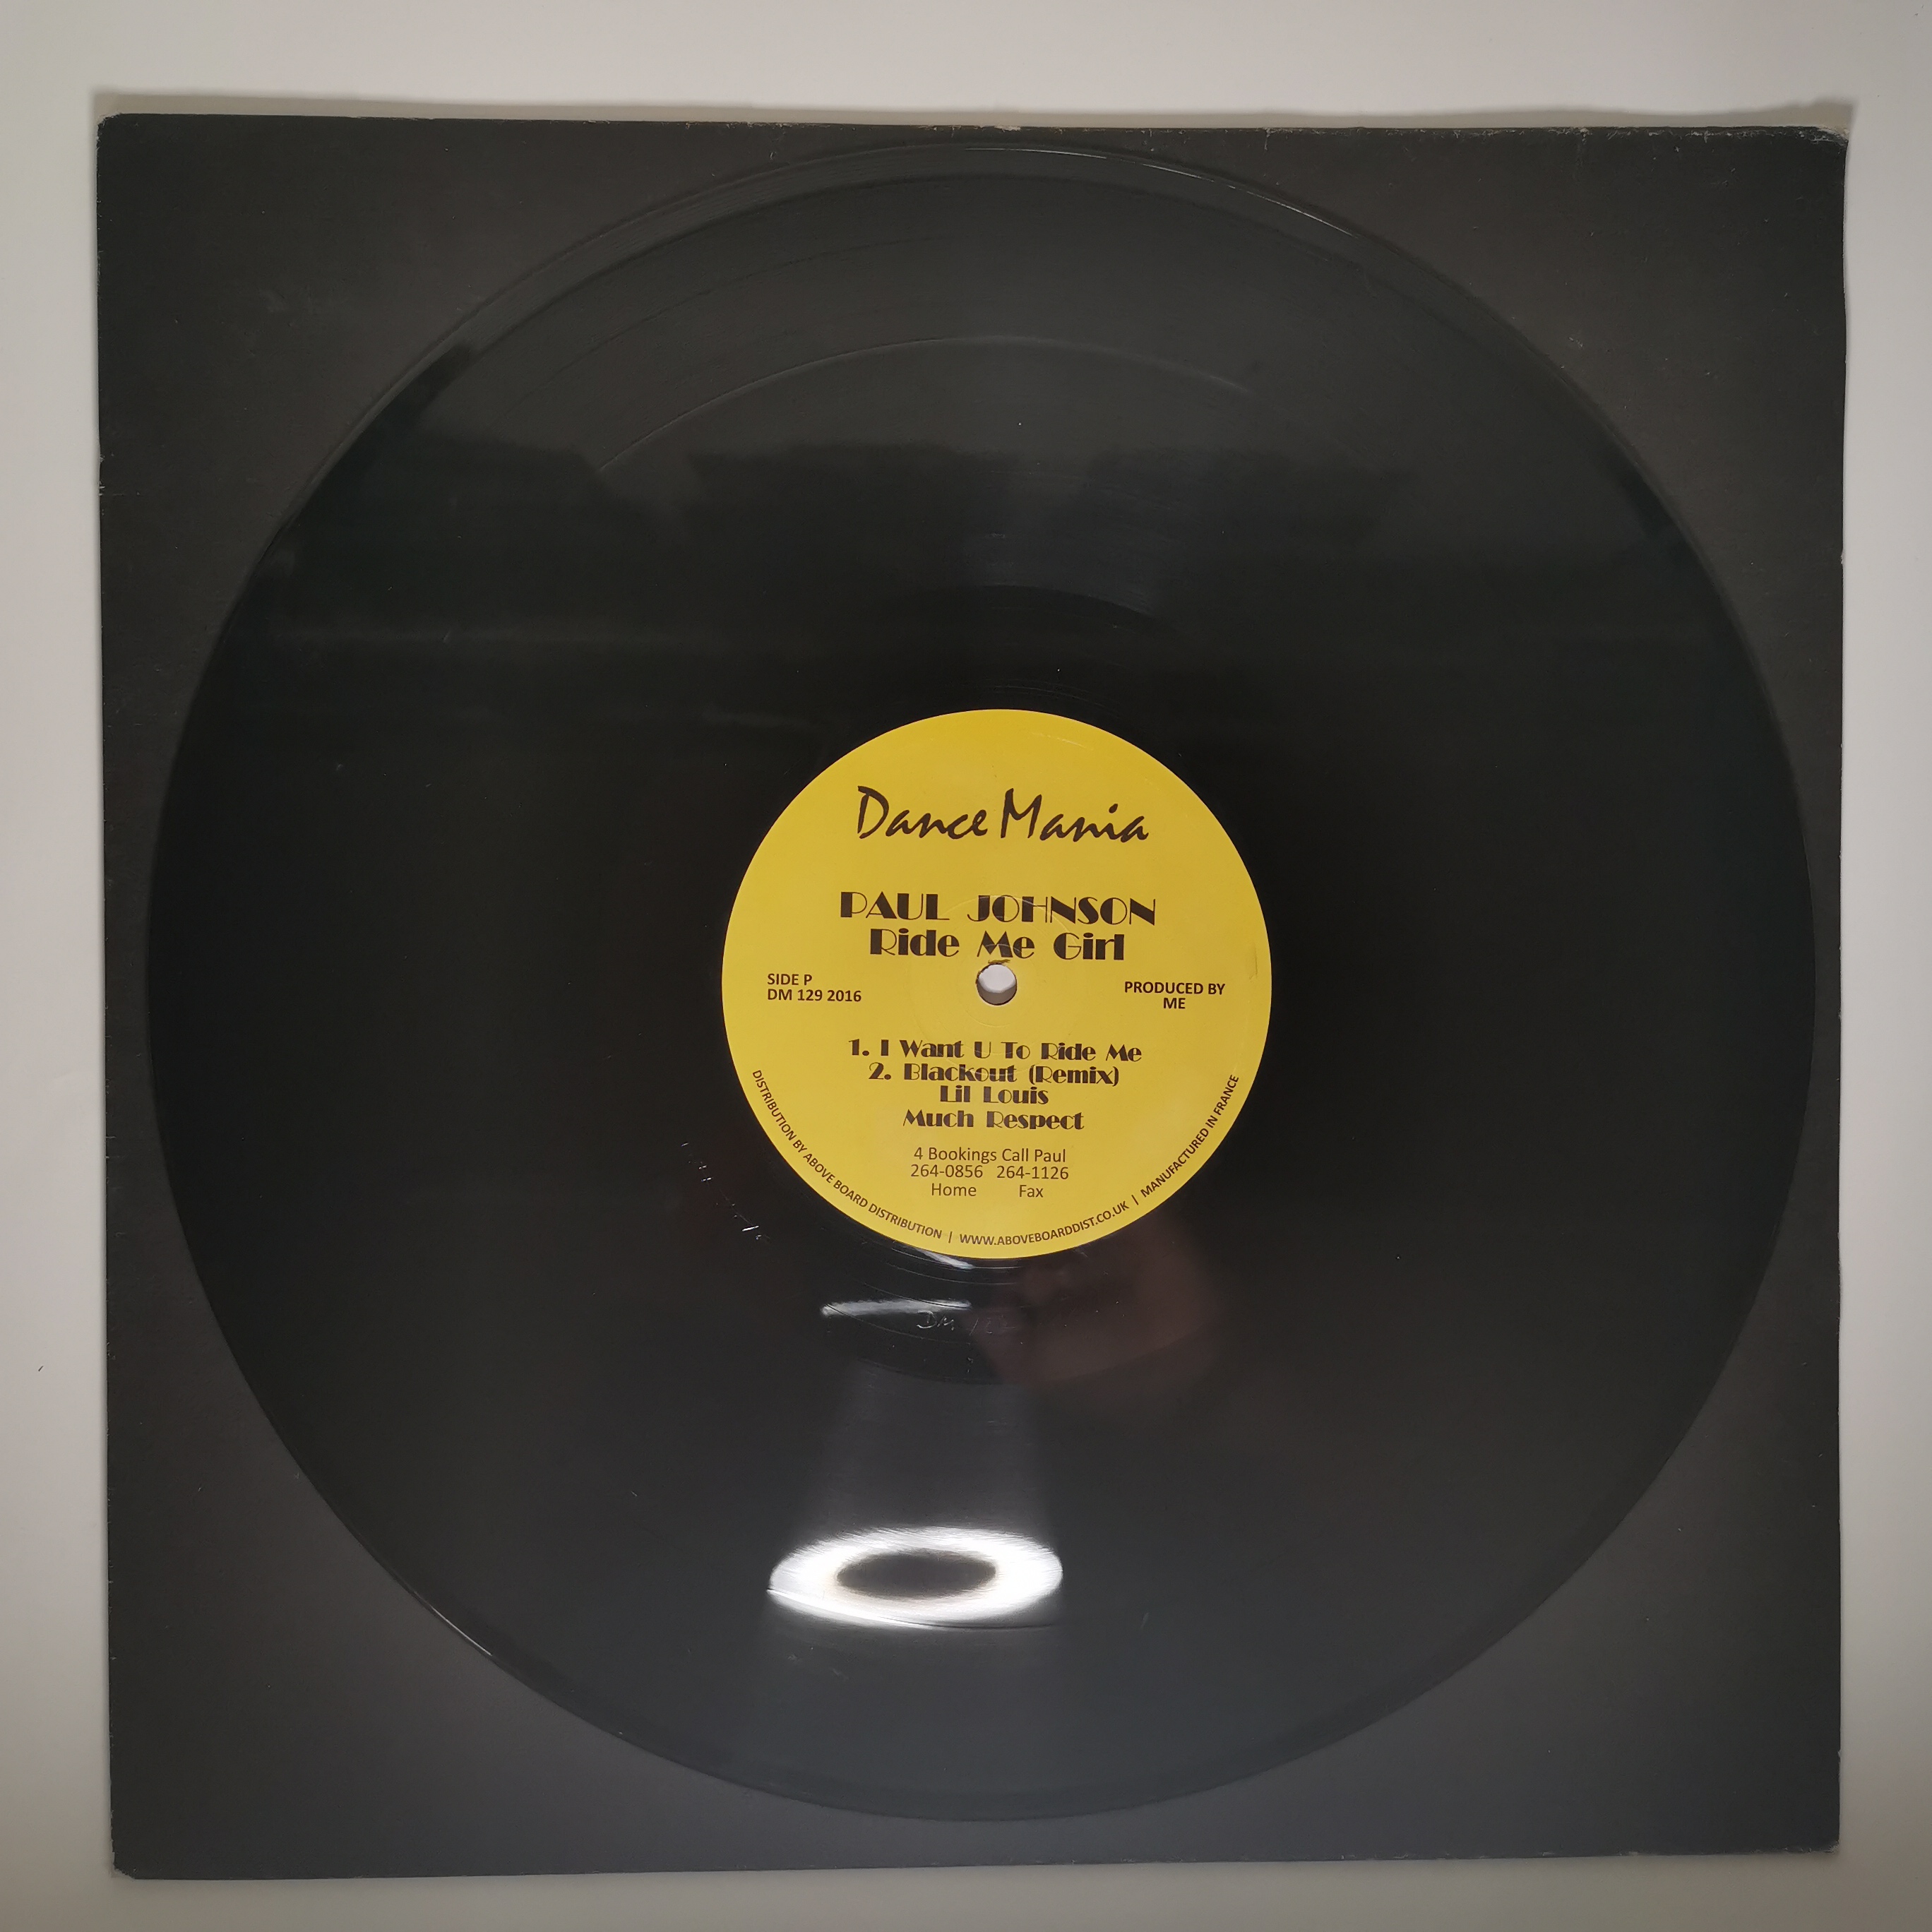 Dance Mania
PAUL JOHNSON
Ride Me Girl
SIDE P
DM 129 2016
PRODUCED BY
ME
1. I Want U To Ride Me
2. Blackout (Remix)
Lil Louis
Much Respect
4 Bookings Call Paul
264-0856 264-1126
Home Fax
DISTRIBUTION BY ABOVE BOARD DISTRIBUTION | WWW.ABOVEBOARDDIST.CO.UK | MANUFACTURED IN FRANCE
DM